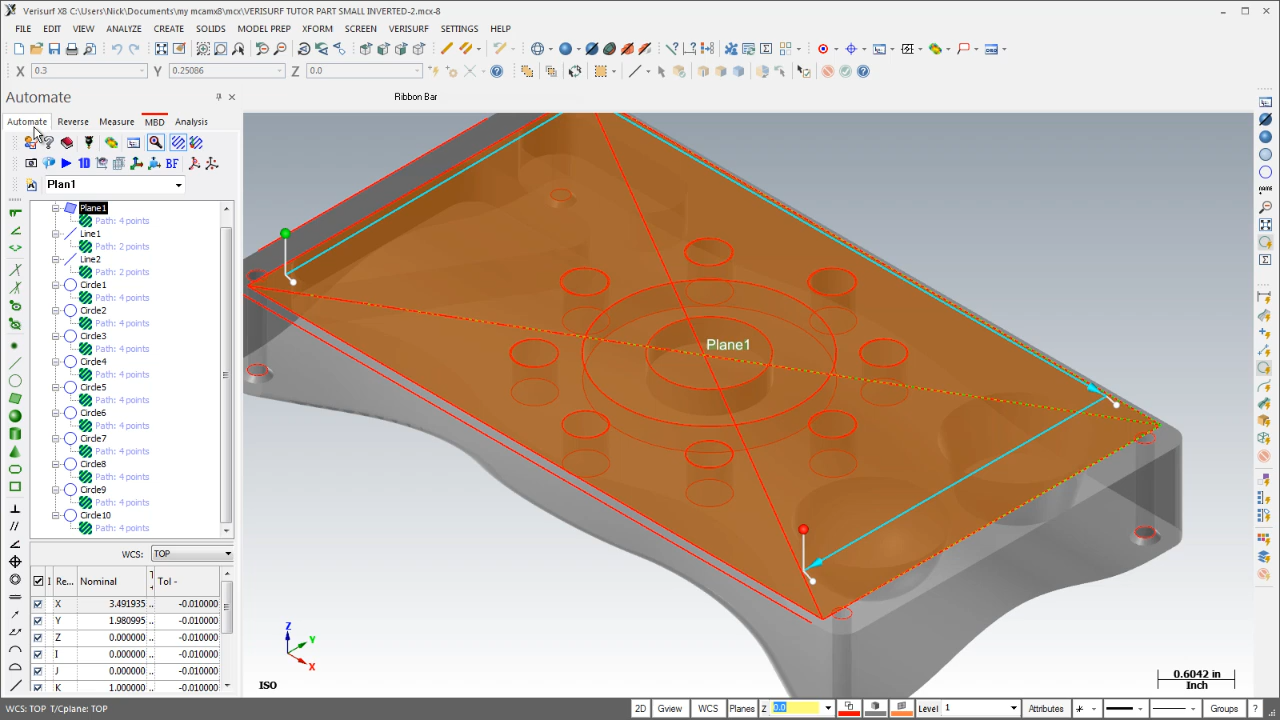 Verisurf X8 C:\Users\Nick\Documents\my mcamx8\mcx\VERISURF TUTOR PART SMALL INVERTED-2.mcx-8
FILE EDIT VIEW ANALYZE CREATE SOLIDS MODEL PREP XFORM SCREEN VERISURF SETTINGS HELP
X 0.3 Y 0.25086 Z 0.0
Automate
Ribbon Bar
Automate Reverse Measure MBD Analysis
1D BF
Plan1
Plane1
Path: 4 points
Line1
Path: 2 points
Line2
Path: 2 points
Circle1
Path: 4 points
Circle2
Path: 4 points
Circle3
Path: 4 points
Circle4
Path: 4 points
Circle5
Path: 4 points
Circle6
Path: 4 points
Circle7
Path: 4 points
Circle8
Path: 4 points
Circle9
Path: 4 points
Circle10
Path: 4 points
WCS: TOP
I Re... Nominal Tol -
X 3.491935 .. -0.010000
Y 1.980995 .. -0.010000
Z 0.000000 .. -0.010000
I 0.000000 .. -0.010000
J 0.000000 .. -0.010000
K 1.000000 .. -0.010000
Plane1
Z
Y
X
ISO
0.6042 in
Inch
NAME
WCS: TOP T/Cplane: TOP
2D Gview WCS Planes Z 0.0 Level 1 Attributes Groups ?